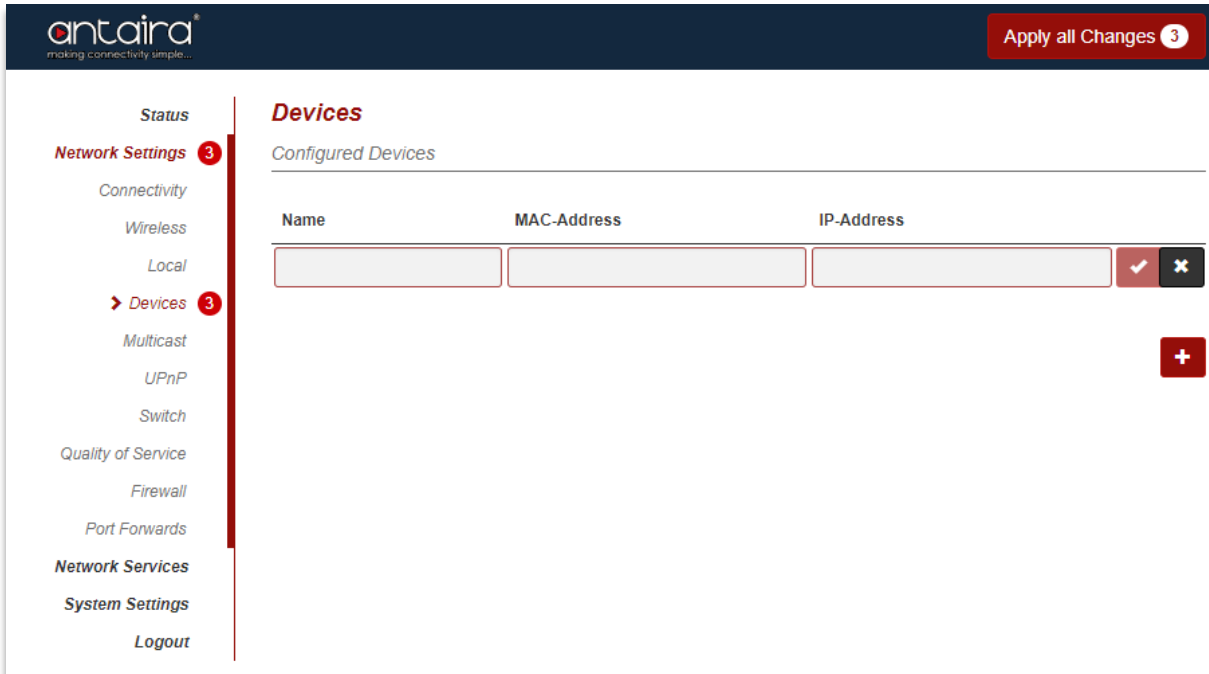 antaira®
making connectivity simple...
Apply all Changes 3
Status
Network Settings 3
Connectivity
Wireless
Local
Devices 3
Multicast
UPnP
Switch
Quality of Service
Firewall
Port Forwards
Network Services
System Settings
Logout
Devices
Configured Devices
Name MAC-Address IP-Address